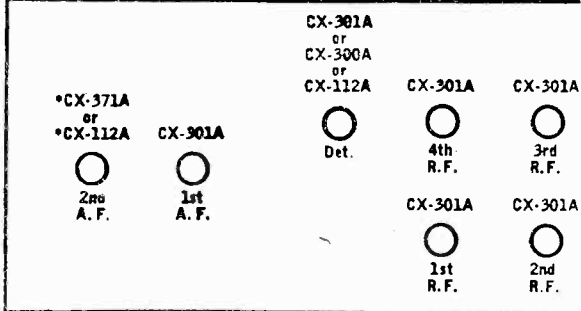 CX-301A
or
CX-300A
or
CX-112A
CX-301A
CX-301A
*CX-371A
or
*CX-112A
CX-301A
Det.
4th
R.F.
3rd
R.F.
2nd
A.F.
1st
A.F.
CX-301A
CX-301A
1st
R.F.
2nd
R.F.